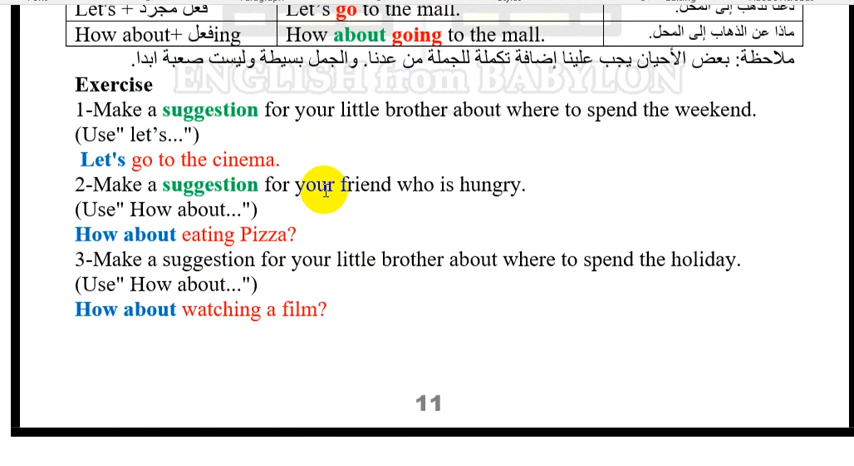 Let's + فعل مجرد Let's go to the mall. دعنا نذهب إلى المحل.
How about+ فعلing How about going to the mall. ماذا عن الذهاب إلى المحل.
ملاحظة: بعض الأحيان يجب علينا إضافة تكملة للجملة من عدنا. والجمل بسيطة وليست صعبة ابدا.
ENGLISH from BABYLON
Exercise
1-Make a suggestion for your little brother about where to spend the weekend.
(Use" let’s...")
Let's go to the cinema.
2-Make a suggestion for your friend who is hungry.
(Use" How about...")
How about eating Pizza?
3-Make a suggestion for your little brother about where to spend the holiday.
(Use" How about...")
How about watching a film?
11